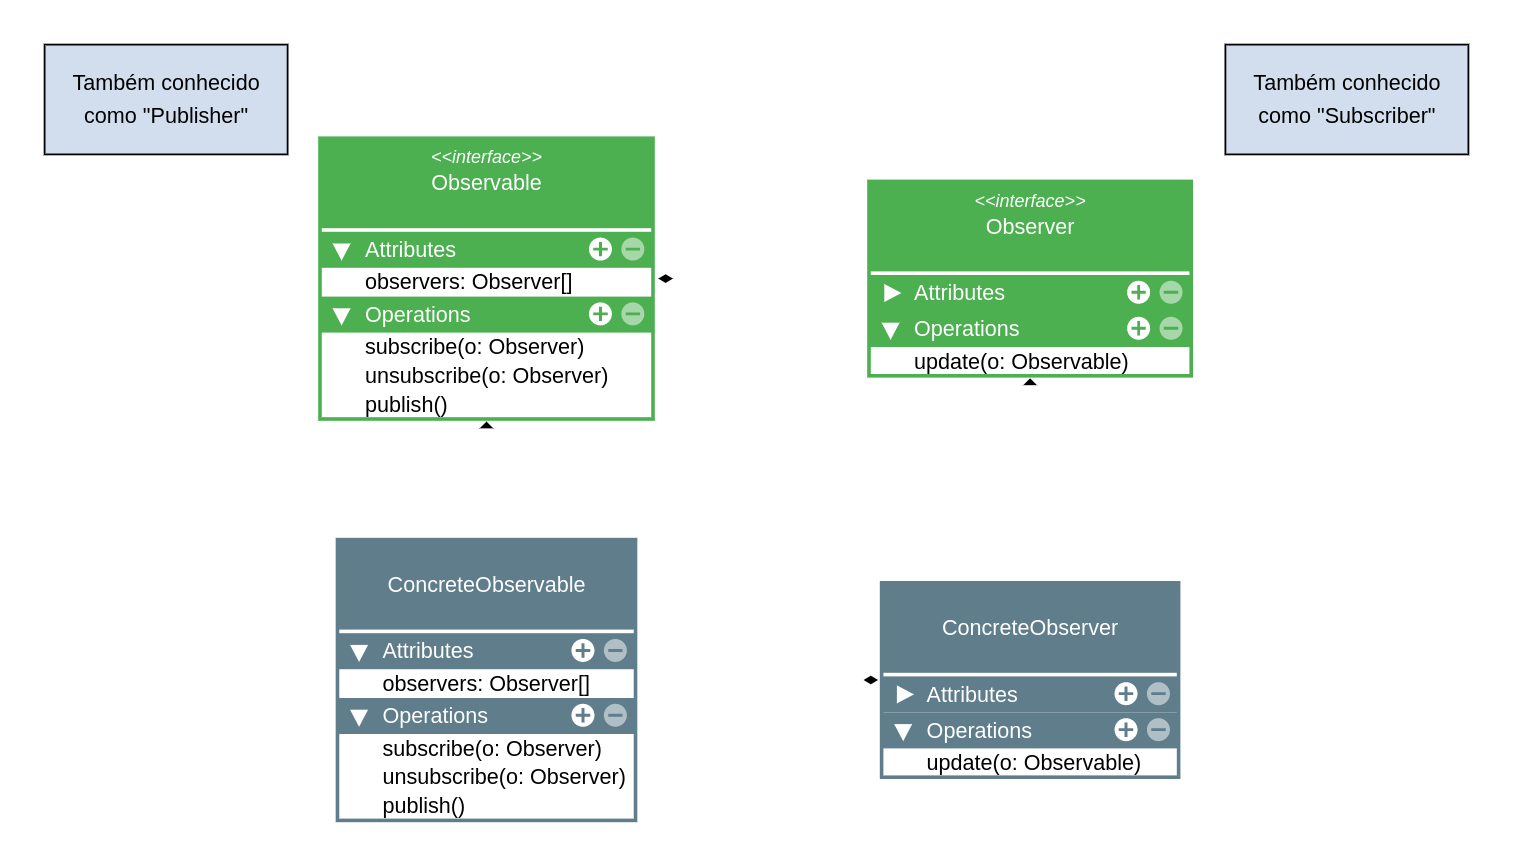 Também conhecido
como "Publisher"
Também conhecido
como "Subscriber"
<<interface>>
Observable
Attributes
observers: Observer[]
Operations
subscribe(o: Observer)
unsubscribe(o: Observer)
publish()
<<interface>>
Observer
Attributes
Operations
update(o: Observable)
ConcreteObservable
Attributes
observers: Observer[]
Operations
subscribe(o: Observer)
unsubscribe(o: Observer)
publish()
ConcreteObserver
Attributes
Operations
update(o: Observable)